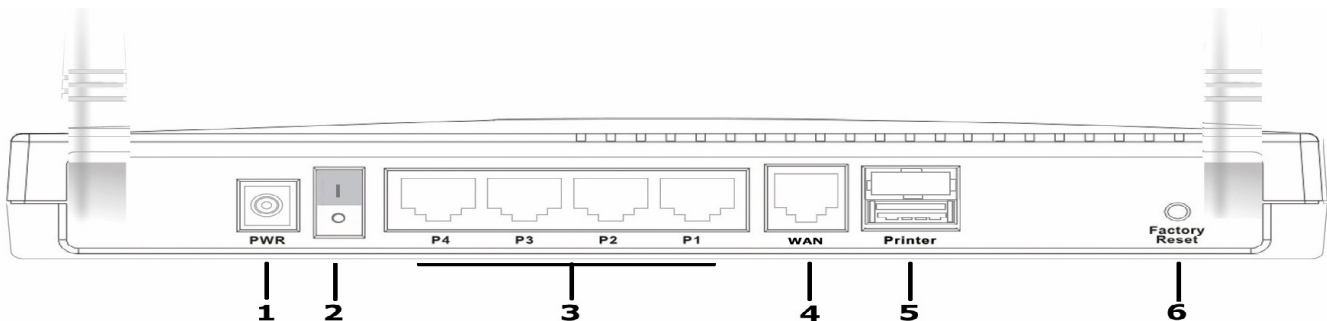 PWR
P4 P3 P2 P1
WAN
Printer
Factory
Reset
1 2 3 4 5 6